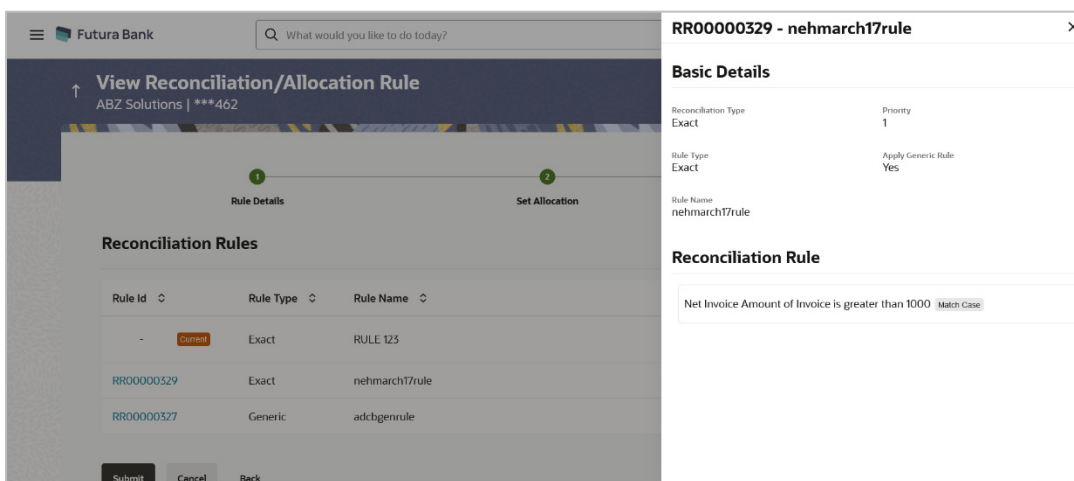 Futura Bank
What would you like to do today?
View Reconciliation/Allocation Rule
ABZ Solutions | ***462
1
2
Rule Details
Set Allocation
Reconciliation Rules
Rule Id
Rule Type
Rule Name
-
Current
Exact
RULE 123
RR00000329
Exact
nehmarch17rule
RR00000327
Generic
adcbgenrule
Submit
Cancel
Back
RR00000329 - nehmarch17rule
Basic Details
Reconciliation Type
Exact
Priority
1
Rule Type
Exact
Apply Generic Rule
Yes
Rule Name
nehmarch17rule
Reconciliation Rule
Net Invoice Amount of Invoice is greater than 1000 Match Case